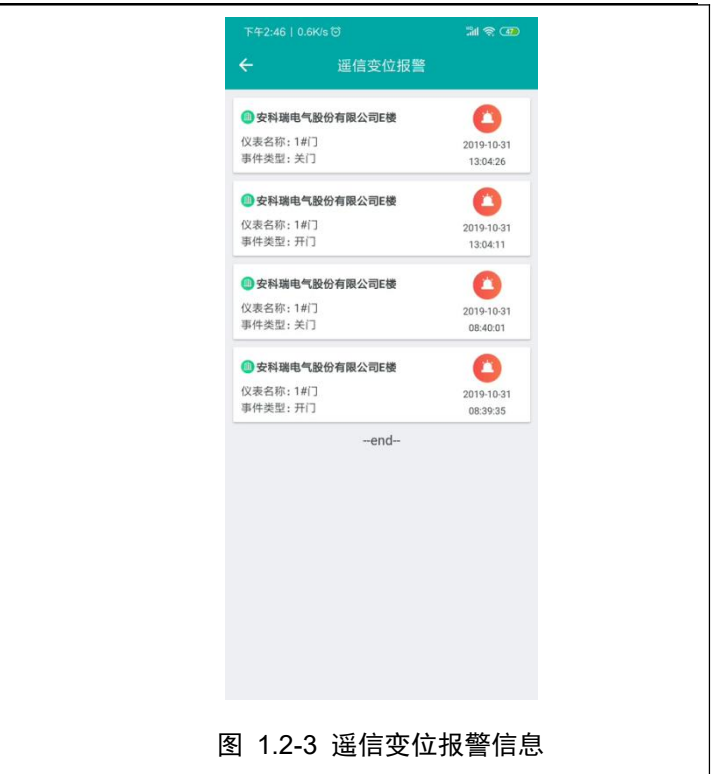 下午2:46 | 0.6K/s
42
遥信变位报警
安科瑞电气股份有限公司E楼
仪表名称: 1#门
2019-10-31
事件类型: 关门
13:04:26
安科瑞电气股份有限公司E楼
仪表名称: 1#门
2019-10-31
事件类型: 开门
13:04:11
安科瑞电气股份有限公司E楼
仪表名称: 1#门
2019-10-31
事件类型: 关门
08:40:01
安科瑞电气股份有限公司E楼
仪表名称: 1#门
2019-10-31
事件类型: 开门
08:39:35
--end--
图 1.2-3 遥信变位报警信息